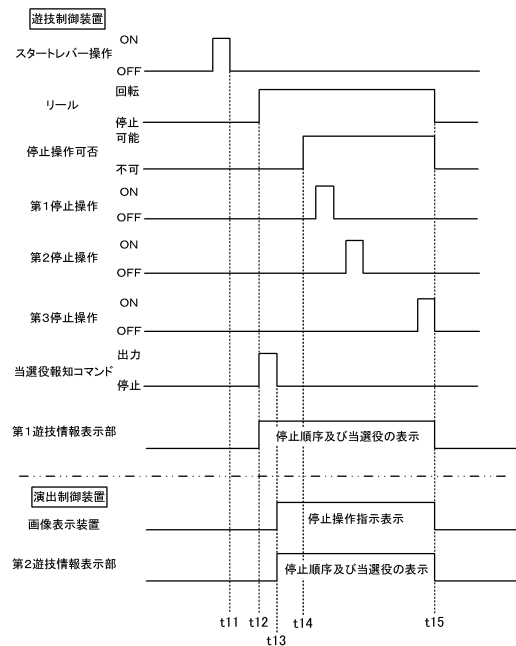 遊技制御装置
ON
スタートレバー操作
OFF
回転
リール
停止
可能
停止操作可否
不可
ON
第1停止操作
OFF
ON
第2停止操作
OFF
ON
第3停止操作
OFF
出力
当選役報知コマンド
停止
第1遊技情報表示部
停止順序及び当選役の表示
演出制御装置
画像表示装置
停止操作指示表示
第2遊技情報表示部
停止順序及び当選役の表示
t11 t12 t14 t15
t13